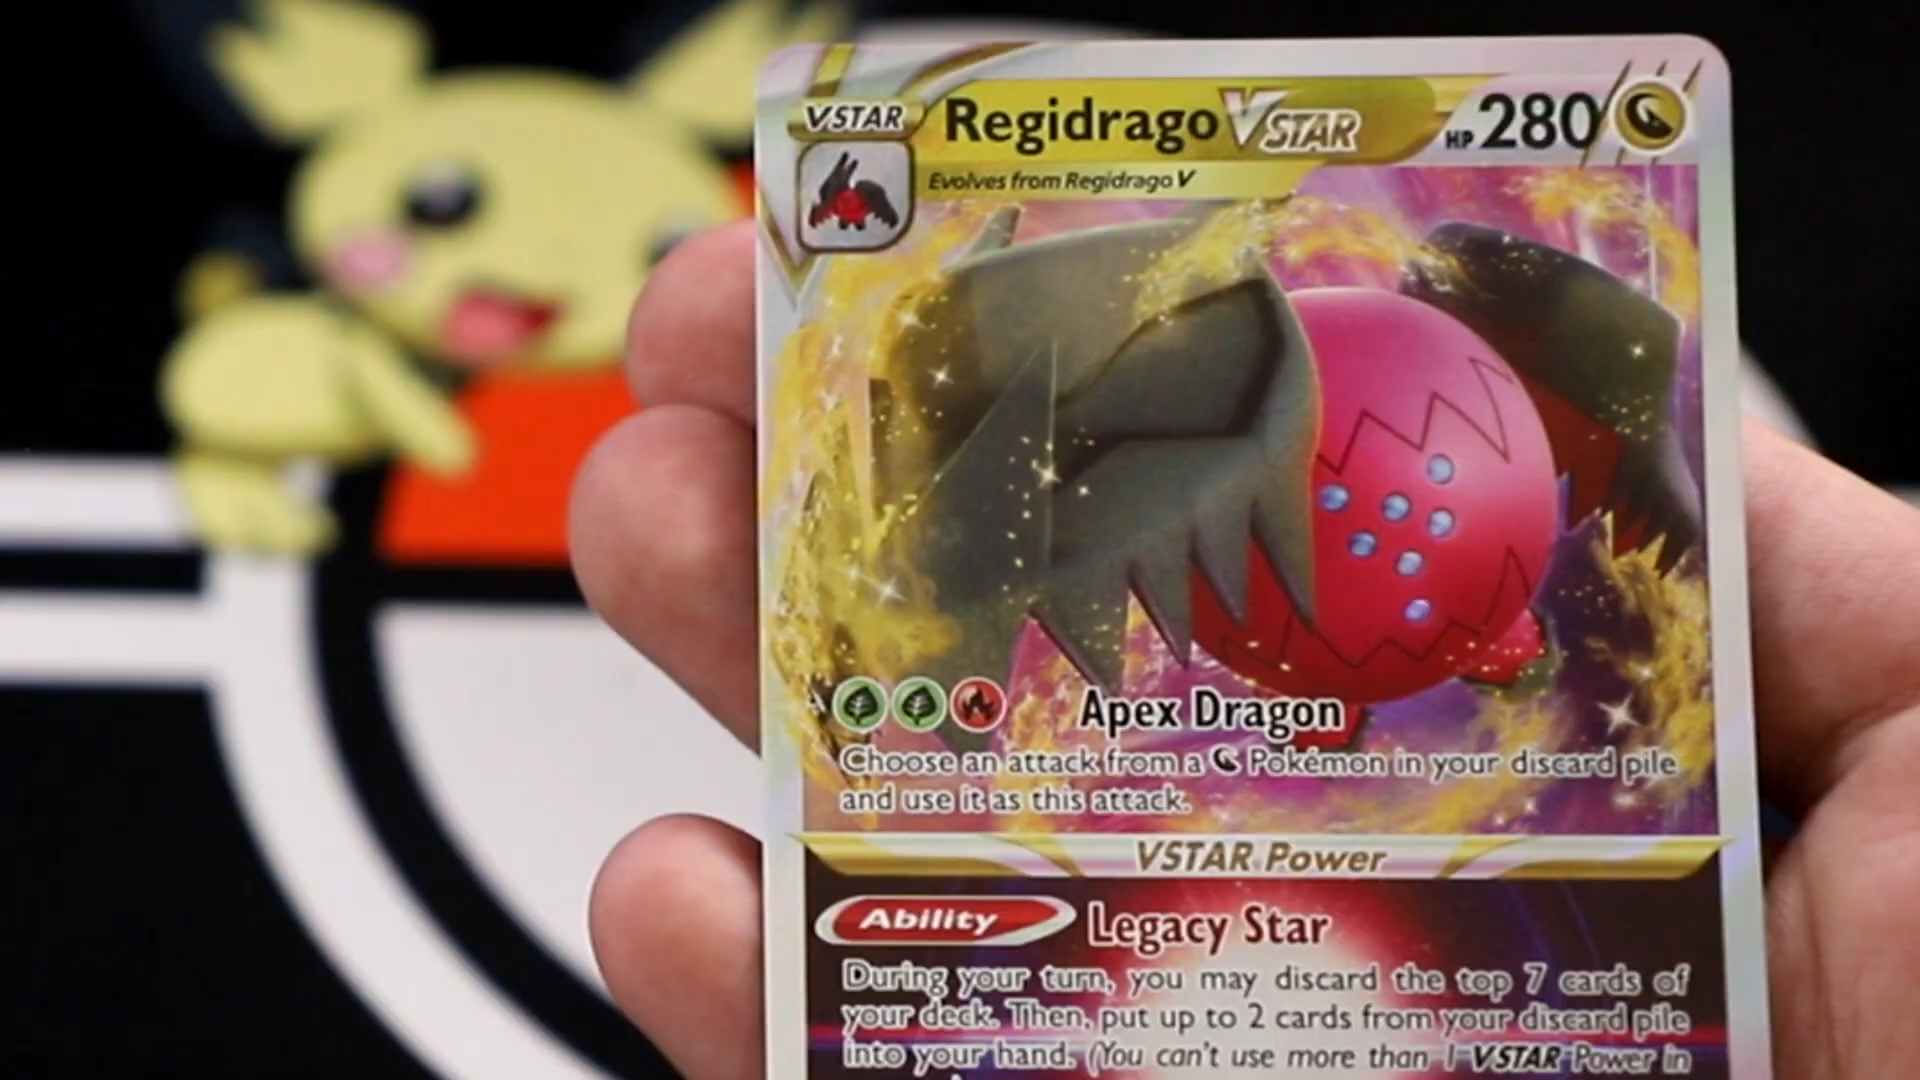 VSTAR
Regidrago VSTAR
HP 280
Evolves from Regidrago V
Apex Dragon
Choose an attack from a Pokémon in your discard pile
and use it as this attack.
VSTAR Power
Ability
Legacy Star
During your turn, you may discard the top 7 cards of
your deck. Then, put up to 2 cards from your discard pile
into your hand. (You can't use more than 1 VSTAR Power in